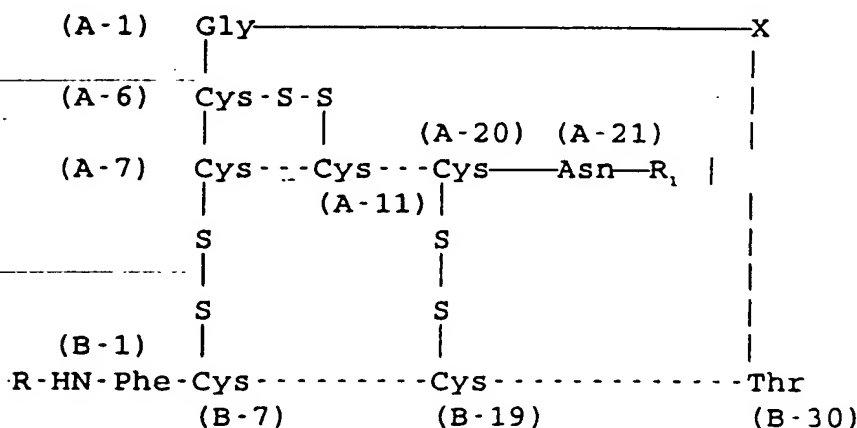 (A-1) Gly X
(A-6) Cys-S-S
(A-20) (A-21)
(A-7) Cys---Cys---Cys—Asn—R₁
(A-11)
S S
S S
(B-1)
R-HN-Phe-Cys---------Cys-------------Thr
(B-7) (B-19) (B-30)